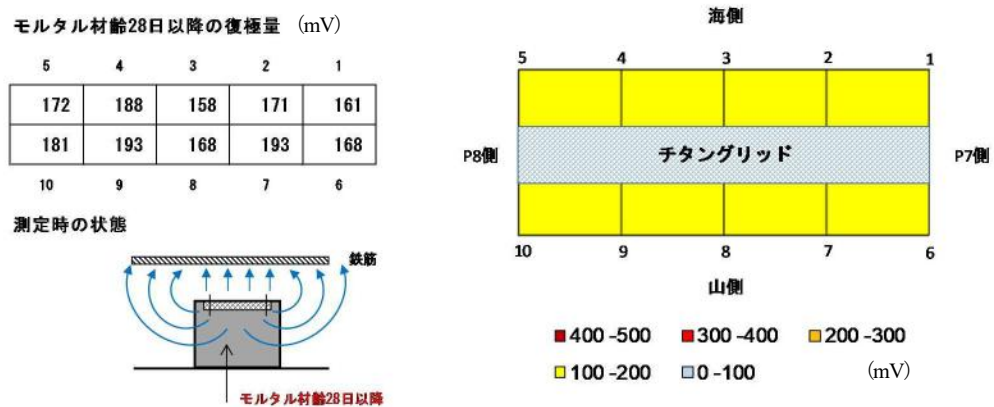 モルタル材齢28日以降の復極量 (mV)
5 4 3 2 1
172 188 158 171 161
181 193 168 193 168
10 9 8 7 6
測定時の状態
鉄筋
モルタル材齢28日以降
海側
5 4 3 2 1
P8側 チタングリッド P7側
10 9 8 7 6
山側
400 -500 300 -400 200 -300
100 -200 0 -100 (mV)